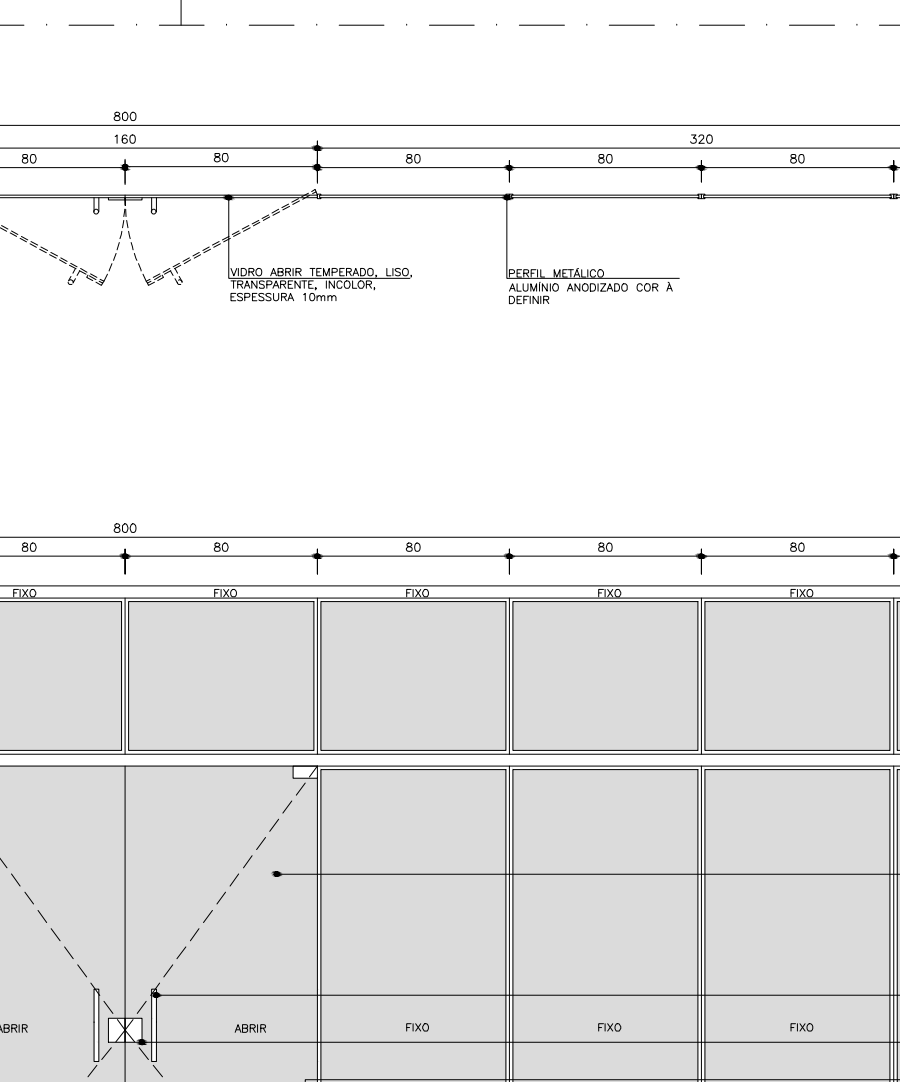 800
160 320
80 80 80 80 80
VIDRO ABRIR TEMPERADO, LISO,
TRANSPARENTE, INCOLOR,
ESPESSURA 10mm
PERFIL METÁLICO
ALUMÍNIO ANODIZADO COR À
DEFINIR
800
80 80 80 80 80
FIXO FIXO FIXO FIXO FIXO
ABRIR ABRIR FIXO FIXO FIXO